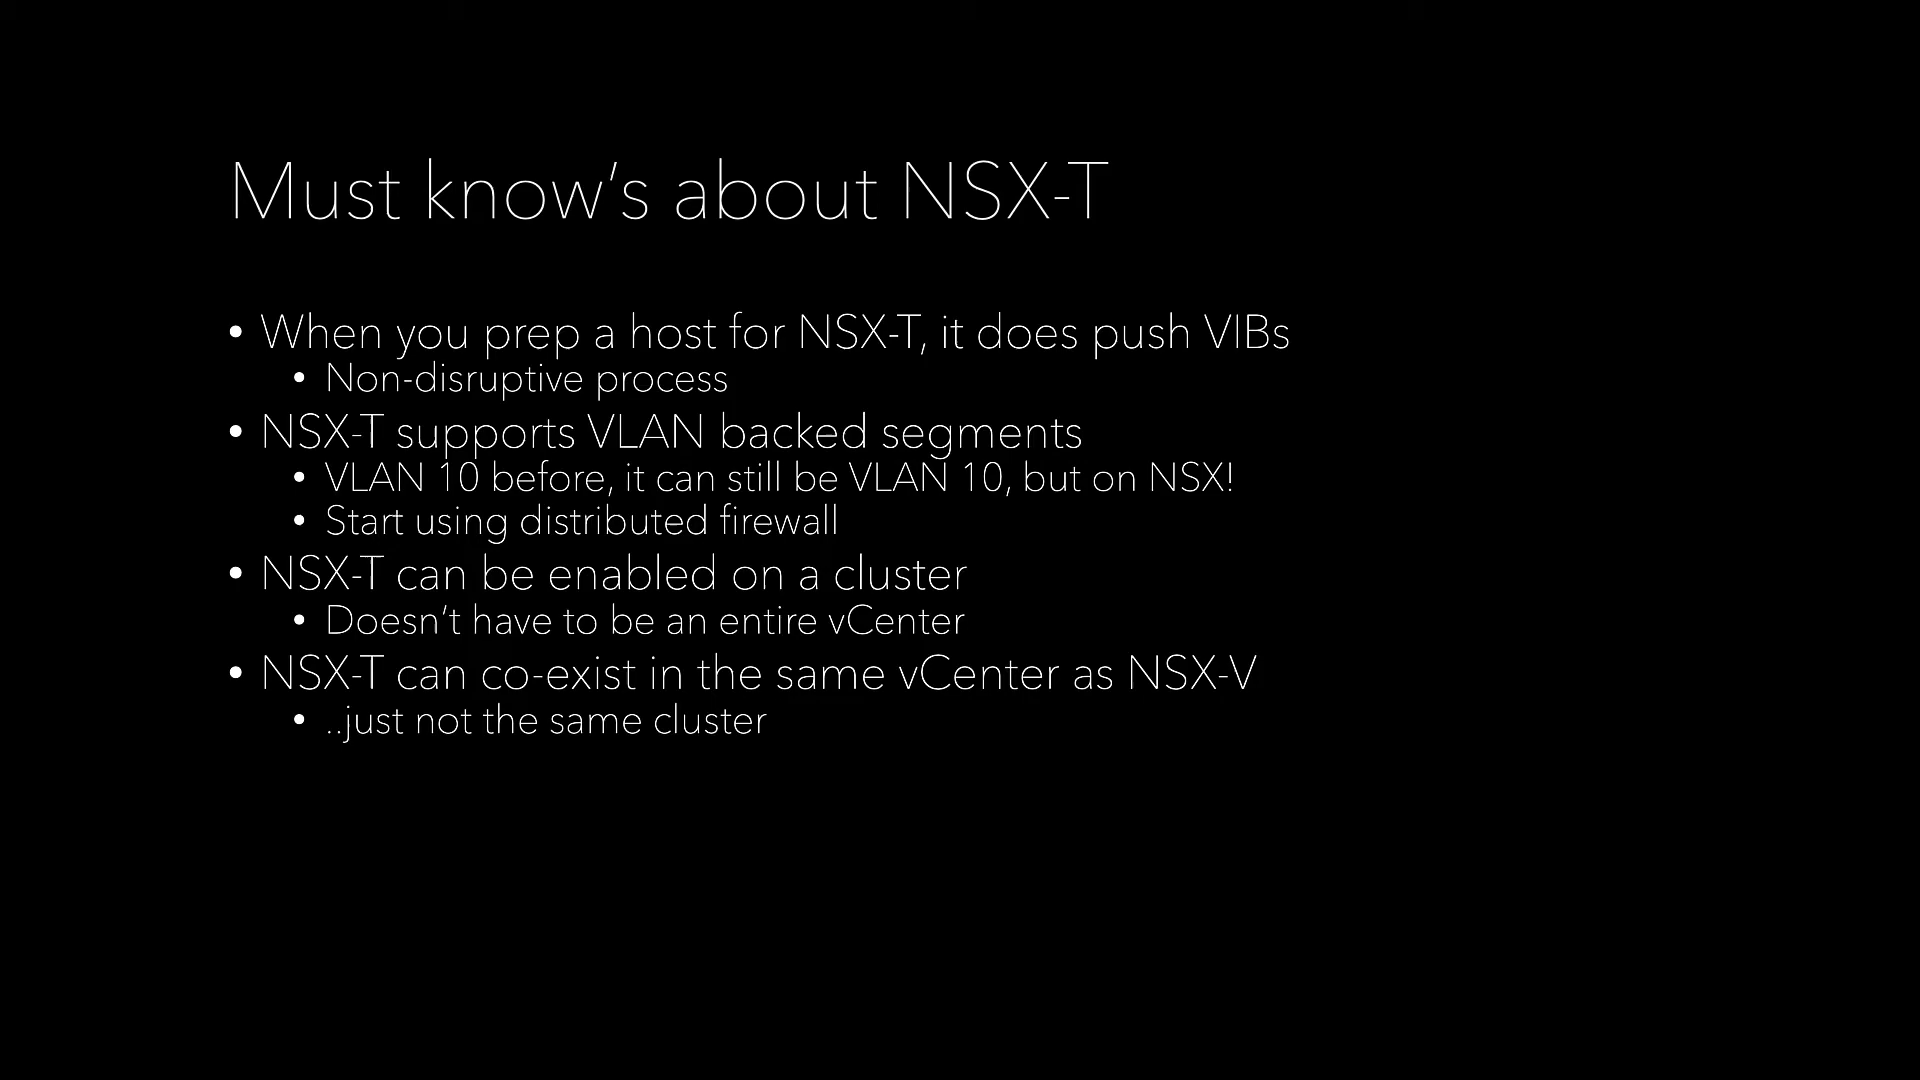 Must know’s about NSX-T
• When you prep a host for NSX-T, it does push VIBs
• Non-disruptive process
• NSX-T supports VLAN backed segments
• VLAN 10 before, it can still be VLAN 10, but on NSX!
• Start using distributed firewall
• NSX-T can be enabled on a cluster
• Doesn’t have to be an entire vCenter
• NSX-T can co-exist in the same vCenter as NSX-V
• ..just not the same cluster